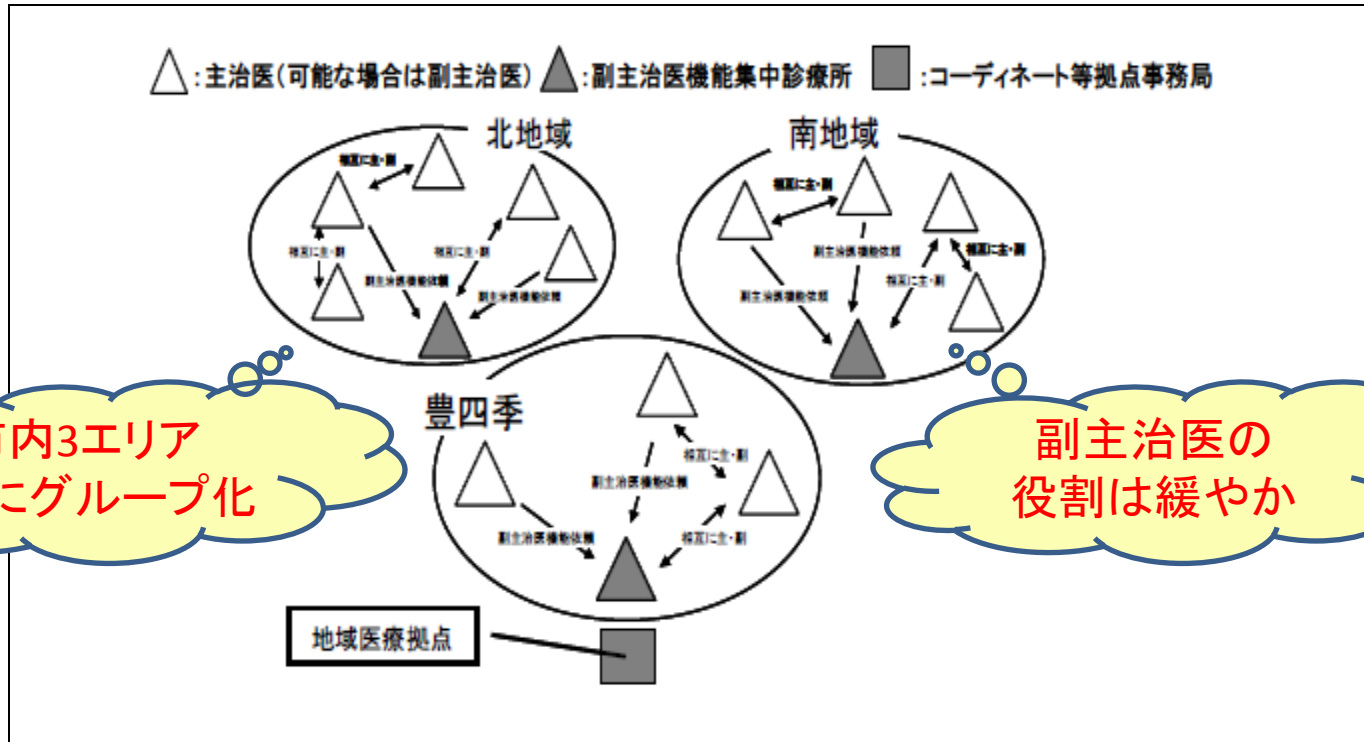 :主治医(可能な場合は副主治医)
:副主治医機能集中診療所
:コーディネート等拠点事務局
北地域
相互に主・副
相互に主・副
相互に主・副
副主治医機能依頼
副主治医機能依頼
南地域
相互に主・副
副主治医機能依頼
相互に主・副
相互に主・副
副主治医機能依頼
市内3エリア
にグループ化
豊四季
相互に主・副
副主治医機能依頼
副主治医機能依頼
相互に主・副
副主治医の
役割は緩やか
地域医療拠点